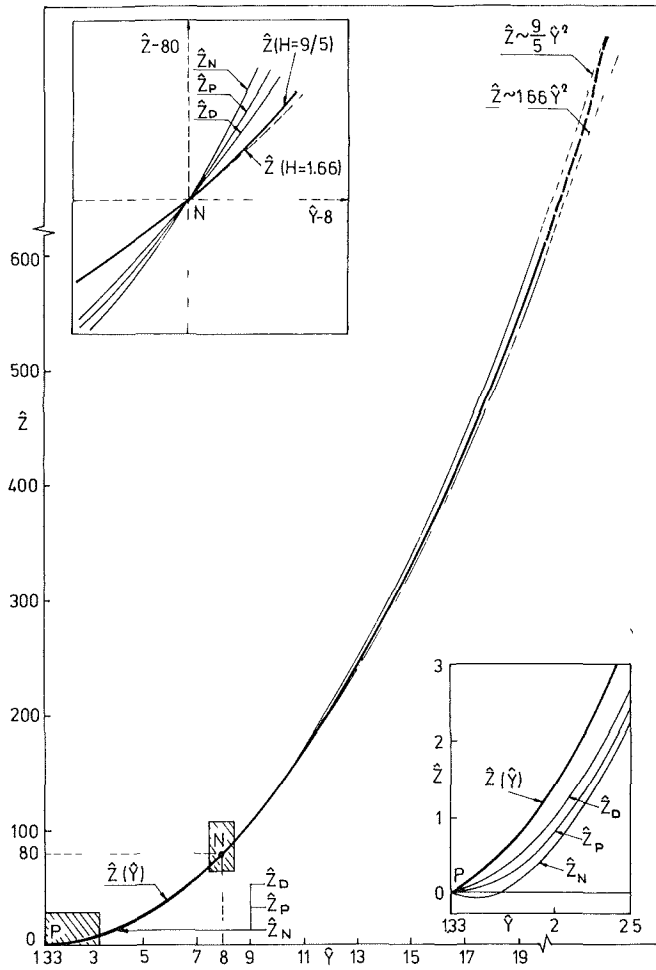 Ẑ-80
Ẑ(H=9/5)
Ẑ_N
Ẑ_P
Ẑ_D
Ẑ (H=1.66)
N
Ŷ-8
Ẑ~9/5 Ŷ²
Ẑ~1.66 Ŷ²
600
500
Ẑ
400
300
200
100
80
0
N
Ẑ(Ŷ)
Ẑ_D
Ẑ_P
Ẑ_N
P
1.33 3 5 7 8 9 11 Ŷ 13 15 17 19
3
2
Ẑ
1
0
Ẑ(Ŷ)
Ẑ_D
Ẑ_P
Ẑ_N
P
1.33 Ŷ 2 2.5